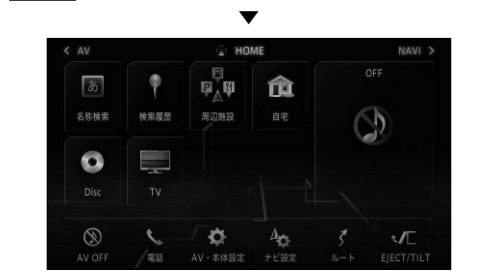 < AV HOME NAVI >
OFF
あ
名称検索 検索履歴 周辺施設 自宅
Disc TV
AV OFF 電話 AV・本体設定 ナビ設定 ルート EJECT/TILT